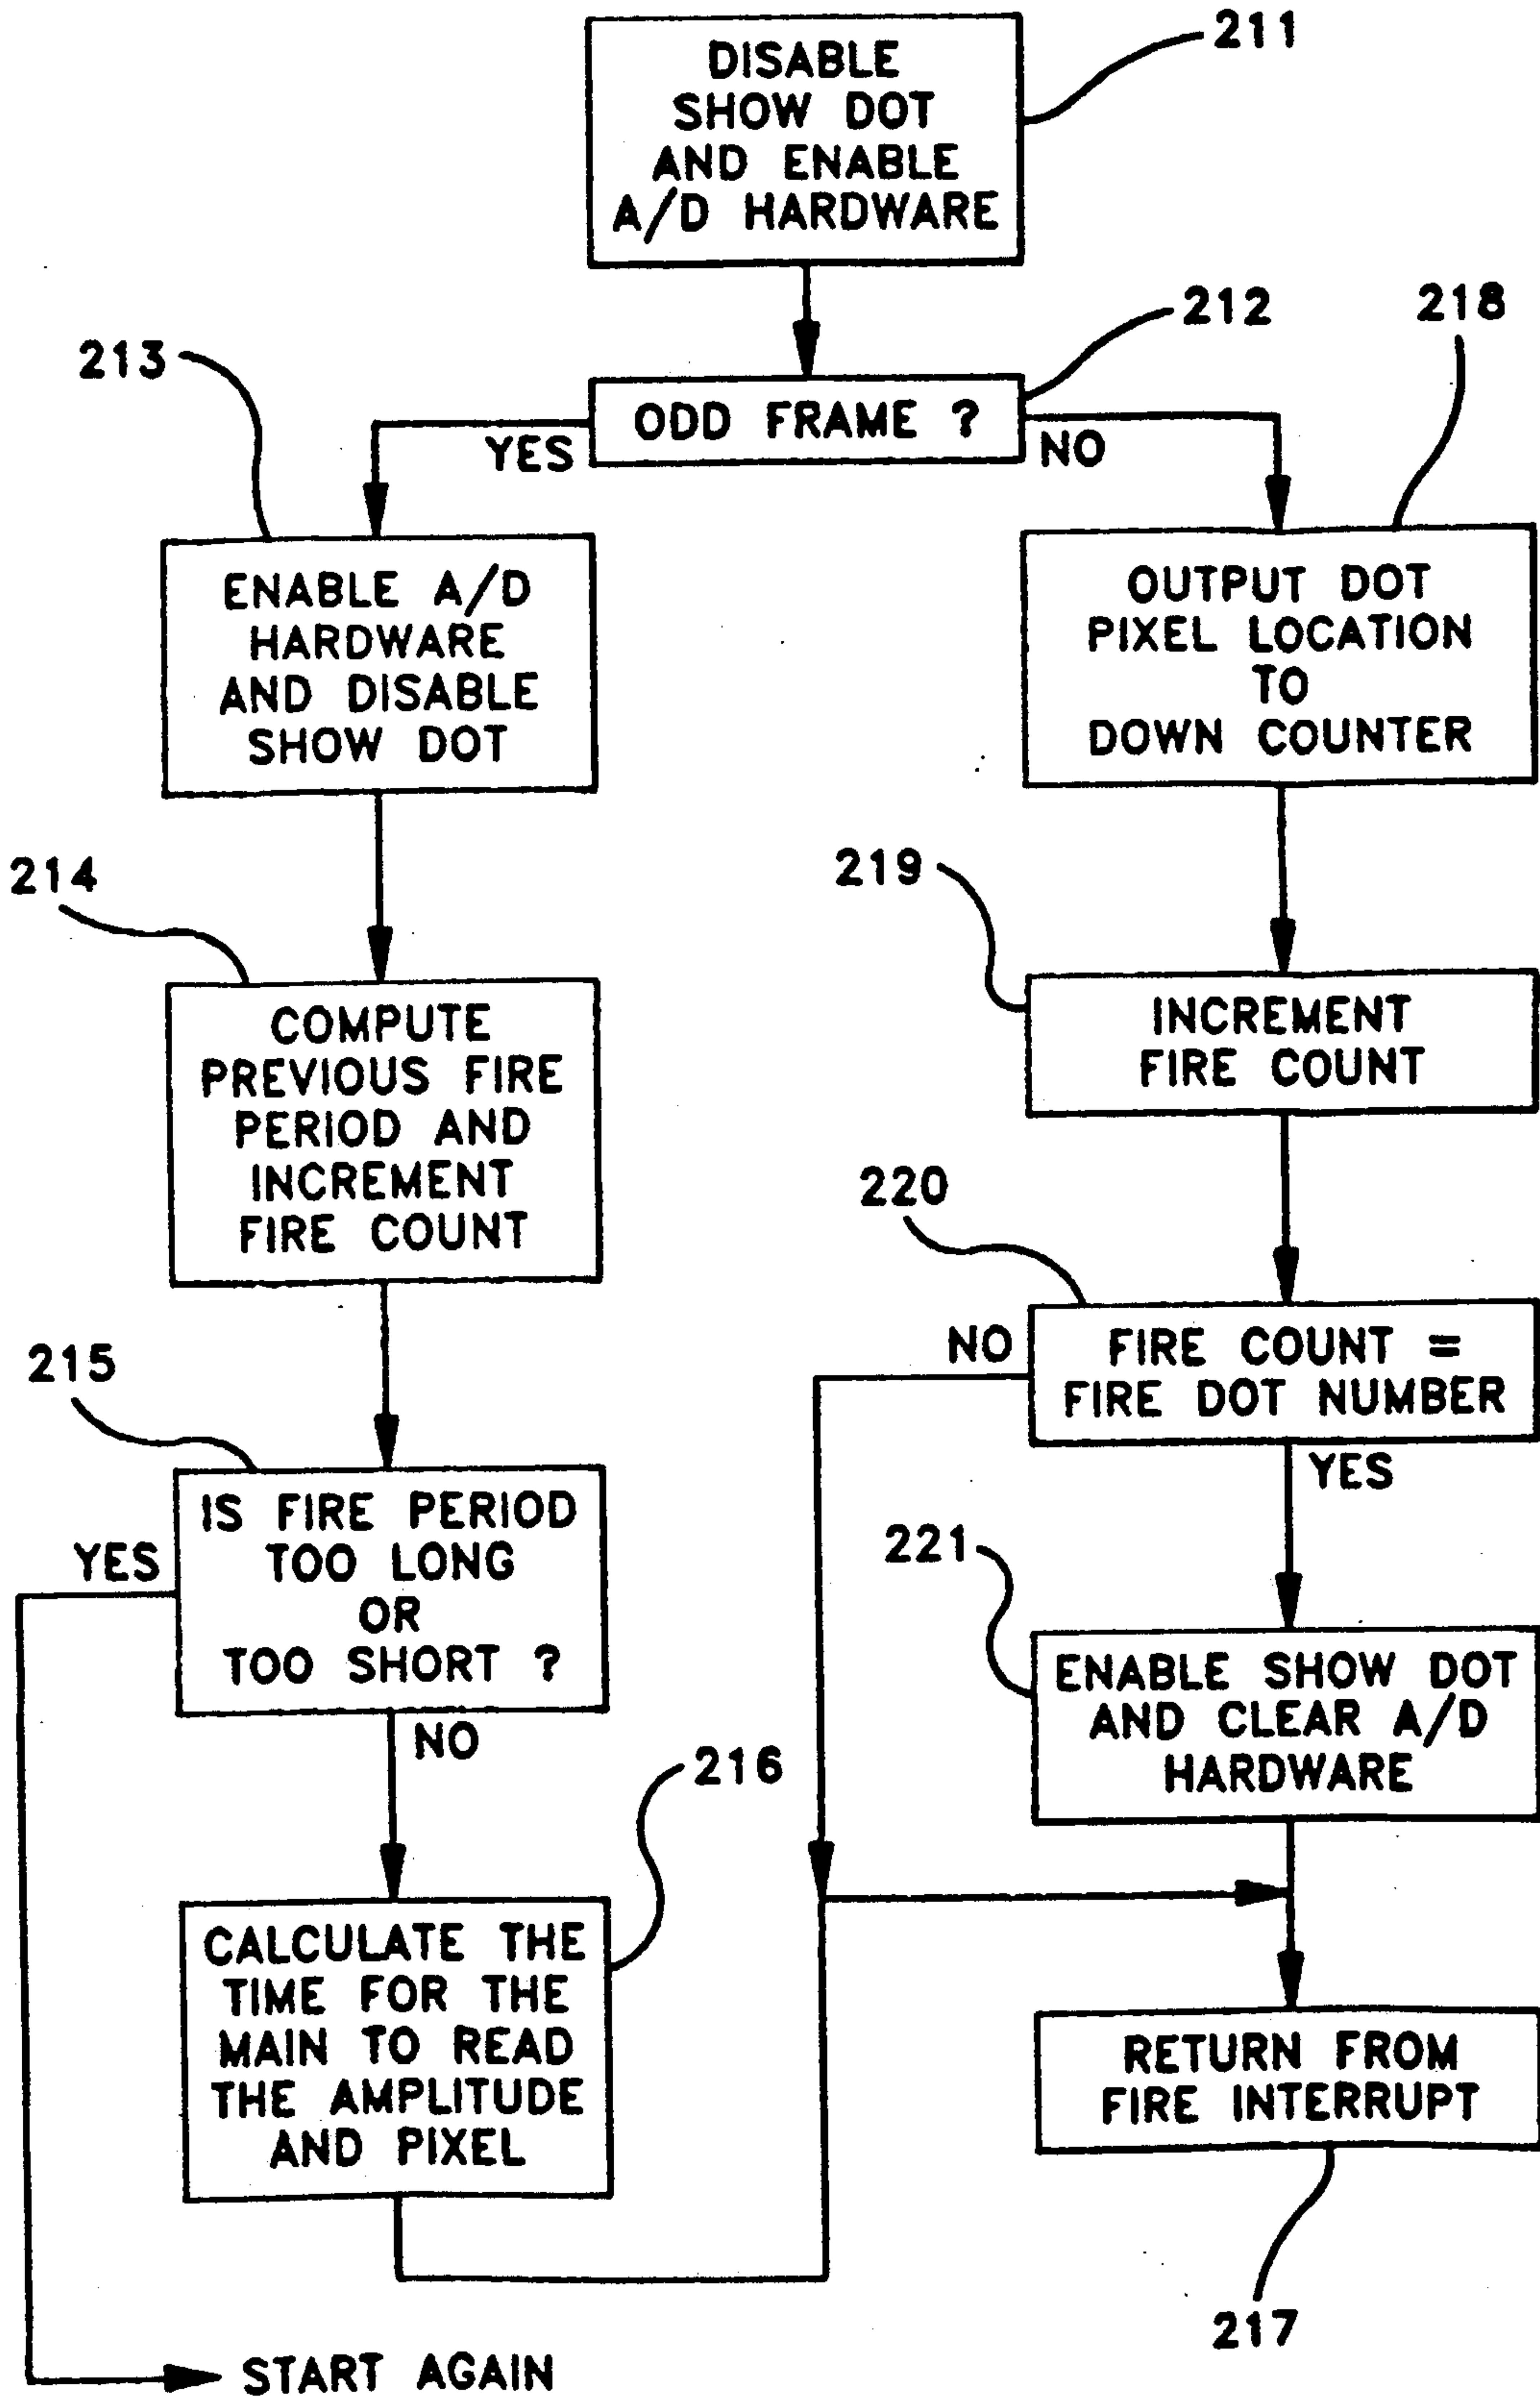 211
DISABLE
SHOW DOT
AND ENABLE
A/D HARDWARE
212
218
213
ODD FRAME ?
YES
NO
ENABLE A/D
HARDWARE
AND DISABLE
SHOW DOT
OUTPUT DOT
PIXEL LOCATION
TO
DOWN COUNTER
214
219
COMPUTE
PREVIOUS FIRE
PERIOD AND
INCREMENT
FIRE COUNT
INCREMENT
FIRE COUNT
220
215
NO
FIRE COUNT =
FIRE DOT NUMBER
YES
IS FIRE PERIOD
TOO LONG
OR
TOO SHORT ?
YES
NO
221
ENABLE SHOW DOT
AND CLEAR A/D
HARDWARE
216
CALCULATE THE
TIME FOR THE
MAIN TO READ
THE AMPLITUDE
AND PIXEL
RETURN FROM
FIRE INTERRUPT
217
START AGAIN